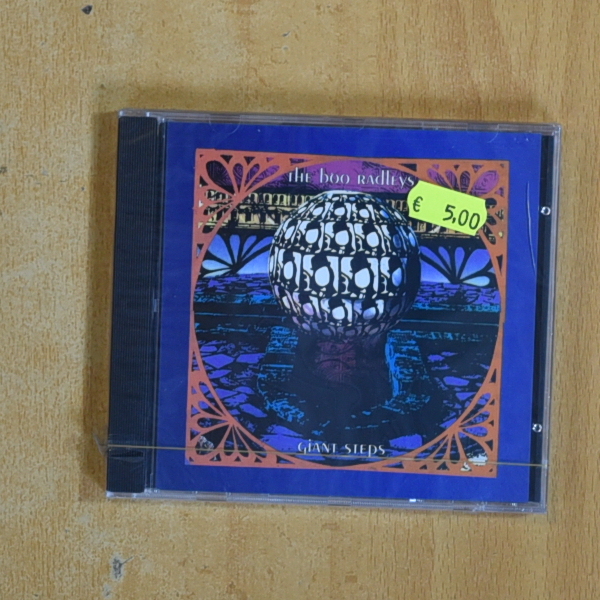 the boo radleys
€ 5,00
GiANT STEPS